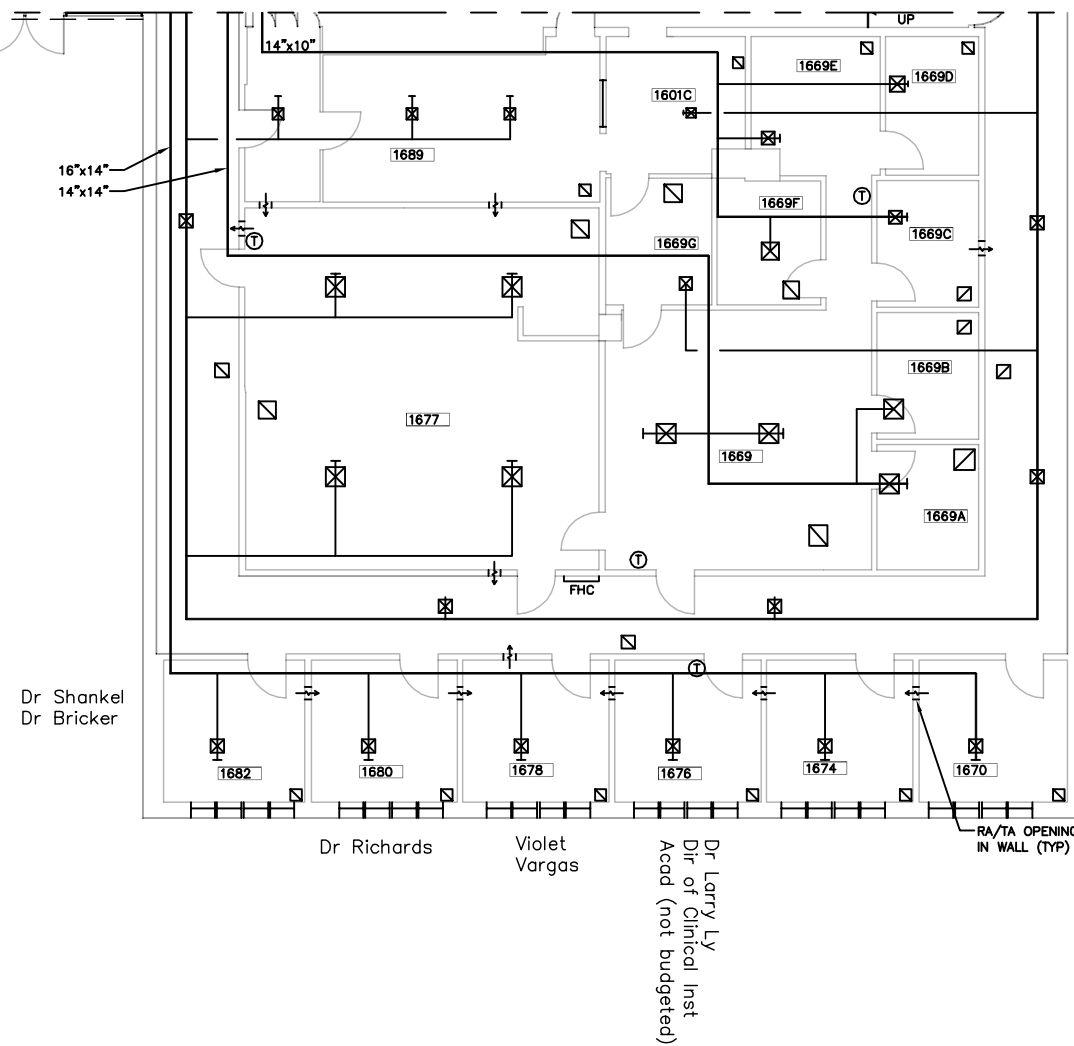 UP
14"x10"
1669E
1669D
1601C
1689
16"x14"
14"x14"
1669F
T
1669C
T
1669G
1669B
1677
1669
1669A
T
FHC
T
Dr Shankel
Dr Bricker
1682
1680
1678
1676
1674
1670
RA/TA OPENING
IN WALL (TYP)
Dr Richards
Violet
Vargas
Dr Larry Ly
Dir of Clinical Inst
Acad (not budgeted)